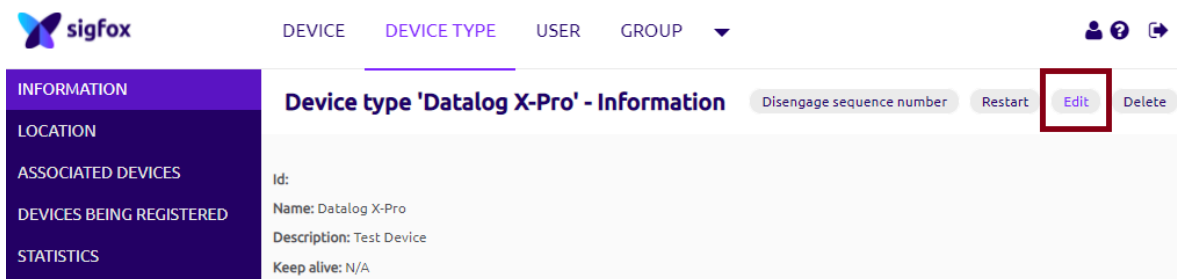 sigfox
DEVICE DEVICE TYPE USER GROUP
INFORMATION
LOCATION
ASSOCIATED DEVICES
DEVICES BEING REGISTERED
STATISTICS
Device type 'Datalog X-Pro' - Information
Disengage sequence number Restart Edit Delete
Id:
Name: Datalog X-Pro
Description: Test Device
Keep alive: N/A